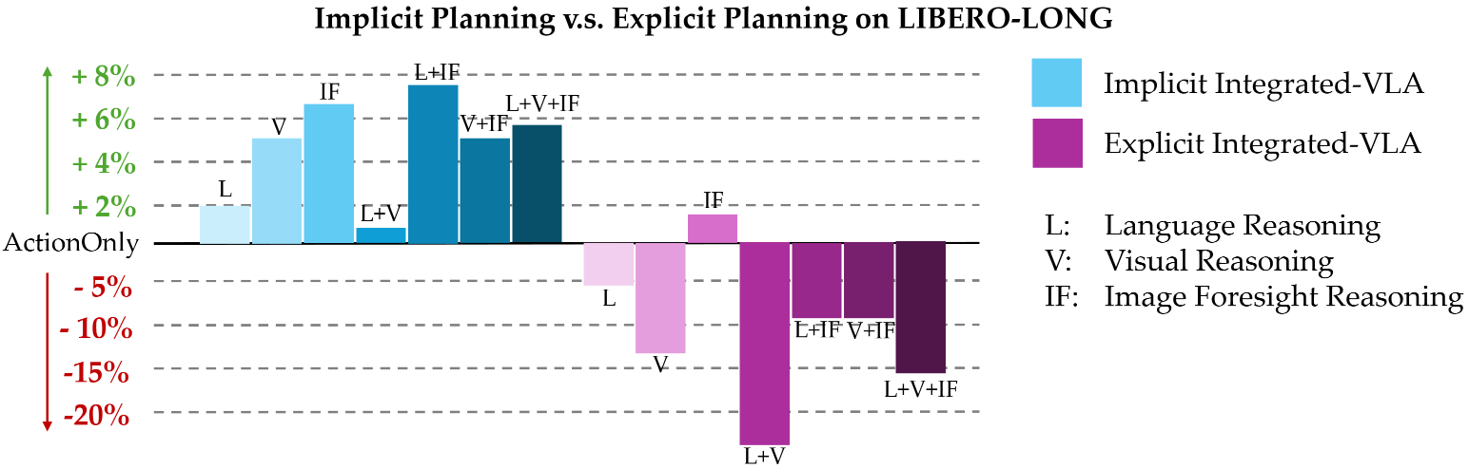 Implicit Planning v.s. Explicit Planning on LIBERO-LONG
+ 8%
+ 6%
+ 4%
+ 2%
ActionOnly
- 5%
- 10%
-15%
-20%
L
V
IF
L+V
L+IF
V+IF
L+V+IF
L
V
IF
L+V
L+IF
V+IF
L+V+IF
Implicit Integrated-VLA
Explicit Integrated-VLA
L: Language Reasoning
V: Visual Reasoning
IF: Image Foresight Reasoning